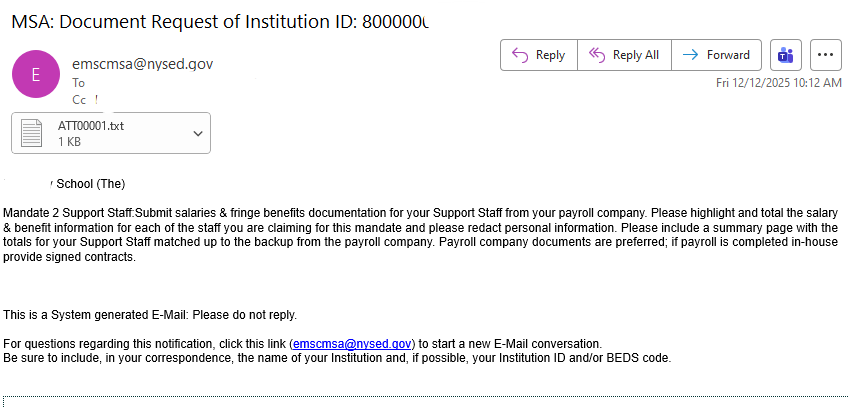 MSA: Document Request of Institution ID: 800000
E
emscmsa@nysed.gov
To
Cc
Reply
Reply All
Forward
Fri 12/12/2025 10:12 AM
ATT00001.txt
1 KB
School (The)
Mandate 2 Support Staff:Submit salaries & fringe benefits documentation for your Support Staff from your payroll company. Please highlight and total the salary
& benefit information for each of the staff you are claiming for this mandate and please redact personal information. Please include a summary page with the
totals for your Support Staff matched up to the backup from the payroll company. Payroll company documents are preferred; if payroll is completed in-house
provide signed contracts.
This is a System generated E-Mail: Please do not reply.
For questions regarding this notification, click this link (emscmsa@nysed.gov) to start a new E-Mail conversation.
Be sure to include, in your correspondence, the name of your Institution and, if possible, your Institution ID and/or BEDS code.